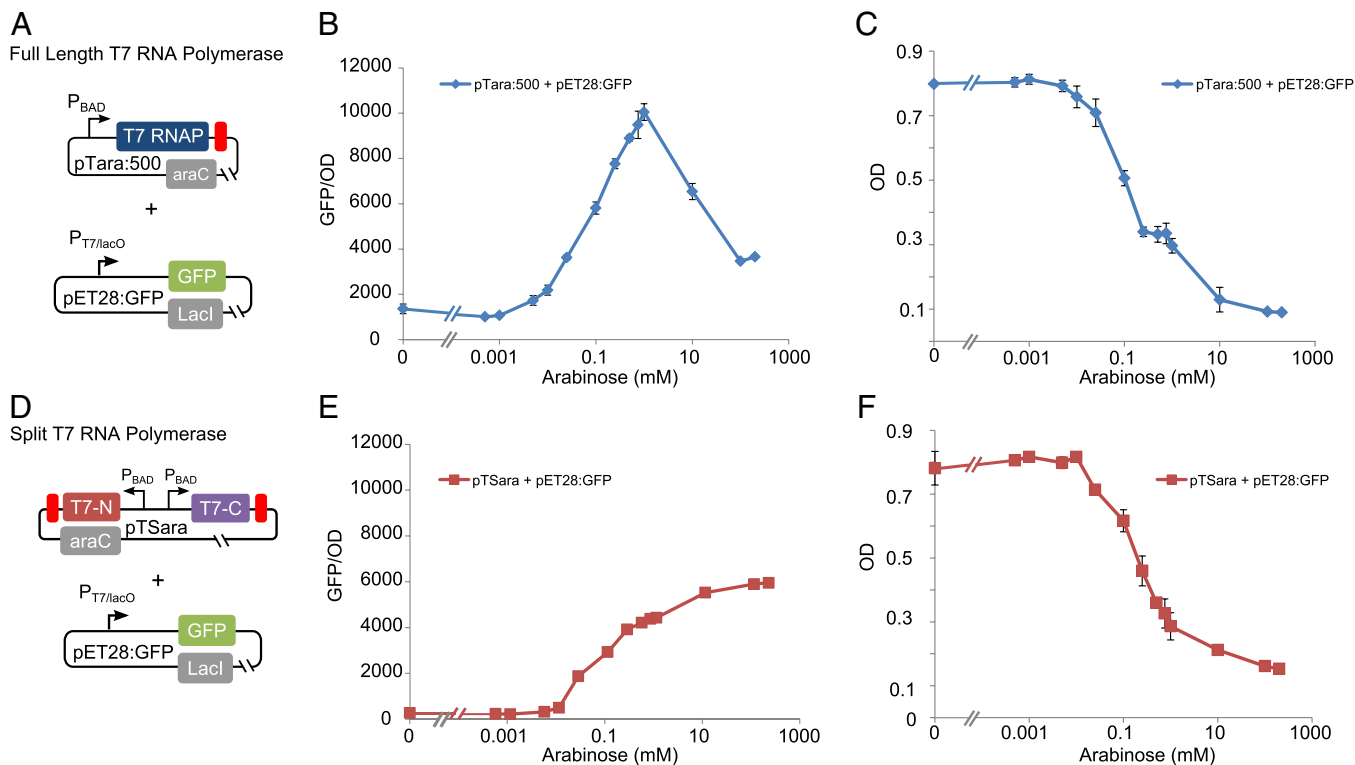 A
Full Length T7 RNA Polymerase
PBAD
T7 RNAP
pTara:500
araC
+
PT7/lacO
GFP
pET28:GFP
LacI
B
12000
10000
8000
6000
4000
2000
0
GFP/OD
pTara:500 + pET28:GFP
0
0.001
0.1
10
1000
Arabinose (mM)
C
0.9
0.7
0.5
0.3
0.1
OD
pTara:500 + pET28:GFP
0
0.001
0.1
10
1000
Arabinose (mM)
D
Split T7 RNA Polymerase
PBAD PBAD
T7-N
T7-C
pTSara
araC
+
PT7/lacO
GFP
pET28:GFP
LacI
E
12000
10000
8000
6000
4000
2000
0
GFP/OD
pTSara + pET28:GFP
0
0.001
0.1
10
1000
Arabinose (mM)
F
0.9
0.7
0.5
0.3
0.1
0
OD
pTSara + pET28:GFP
0
0.001
0.1
10
1000
Arabinose (mM)